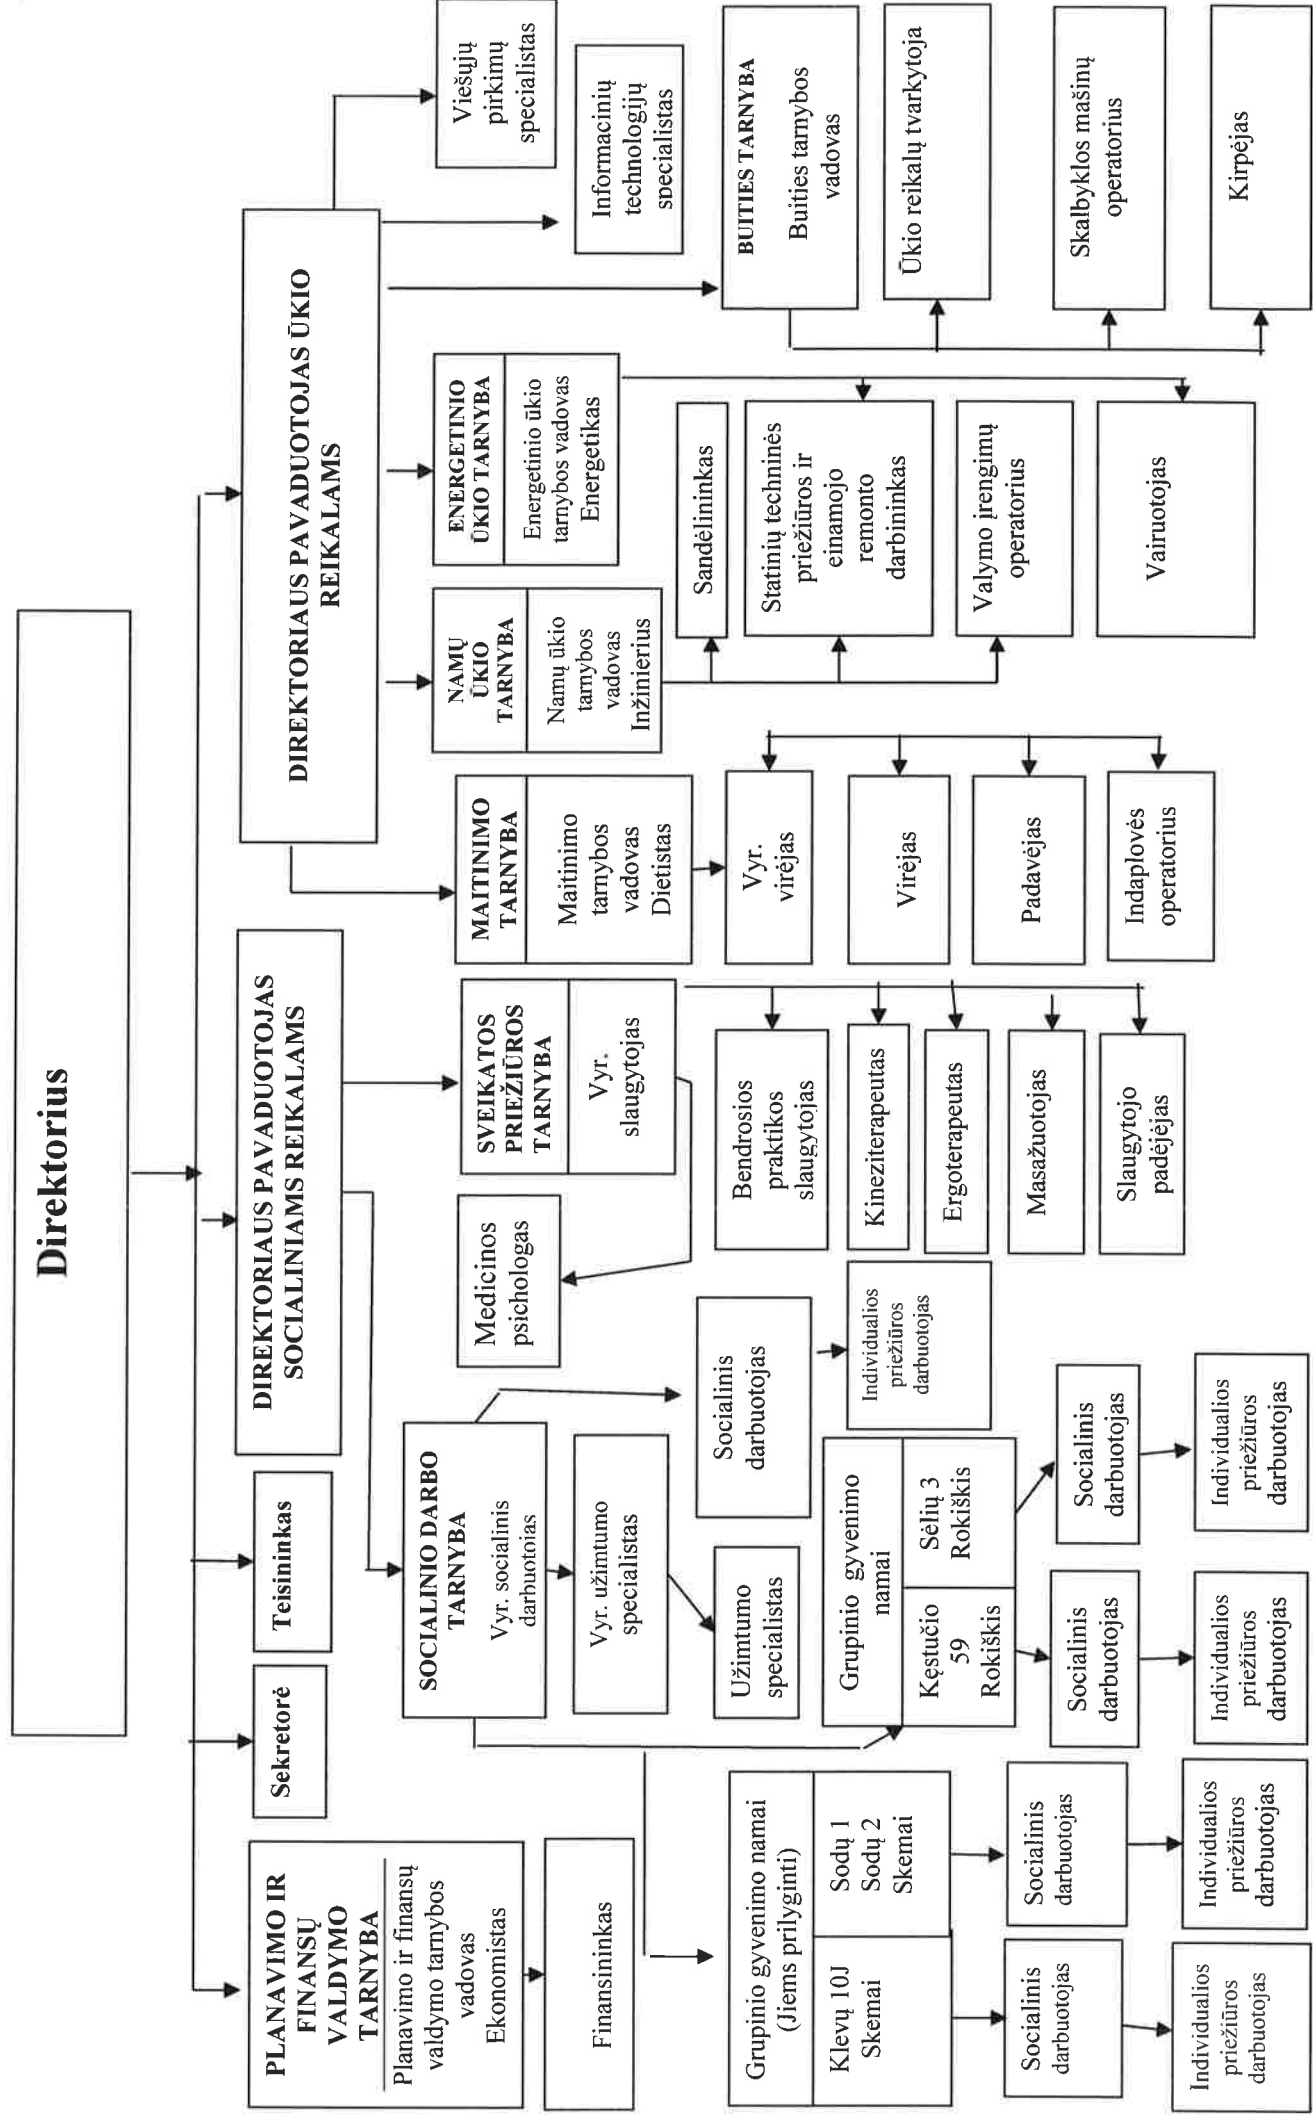 Direktorius
PLANAVIMO IR
FINANSŲ
VALDYMO
TARNYBA
Planavimo ir finansų
valdymo tarnybos
vadovas
Ekonomistas
Finansininkas
Sekretorė
Teisininkas
DIREKTORIAUS PAVADUOTOJAS
SOCIALINIAMS REIKALAMS
DIREKTORIAUS PAVADUOTOJAS ŪKIO
REIKALAMS
SOCIALINIO DARBO
TARNYBA
Vyr. socialinis
darbuotojas
Vyr. užimtumo
specialistas
Užimtumo
specialistas
Socialinis
darbuotojas
Individualios
priežiūros
darbuotojas
Grupinio gyvenimo namai
(Jiems prilyginti)
Klevų 10J
Skemai
Sodų 1
Sodų 2
Skemai
Socialinis
darbuotojas
Individualios
priežiūros
darbuotojas
Socialinis
darbuotojas
Individualios
priežiūros
darbuotojas
Grupinio gyvenimo
namai
Kęstučio
59
Rokiškis
Sėlių 3
Rokiškis
Socialinis
darbuotojas
Individualios
priežiūros
darbuotojas
Socialinis
darbuotojas
Individualios
priežiūros
darbuotojas
Medicinos
psichologas
SVEIKATOS
PRIEŽIŪROS
TARNYBA
Vyr.
slaugytojas
Bendrosios
praktikos
slaugytojas
Kineziterapeutas
Ergoterapeutas
Masažuotojas
Slaugytojo
padėjėjas
MAITINIMO
TARNYBA
Maitinimo
tarnybos
vadovas
Dietistas
Vyr.
virėjas
Virėjas
Padavėjas
Indaplovės
operatorius
NAMŲ
ŪKIO
TARNYBA
Namų ūkio
tarnybos
vadovas
Inžinierius
ENERGETINIO
ŪKIO TARNYBA
Energetinio ūkio
tarnybos vadovas
Energetikas
Sandėlininkas
Statinių techninės
priežiūros ir
einamojo
remonto
darbininkas
Valymo įrengimų
operatorius
Vairuotojas
Viešųjų
pirkimų
specialistas
Informacinių
technologijų
specialistas
BUITIES TARNYBA
Buities tarnybos
vadovas
Ūkio reikalų tvarkytoja
Skalbyklos mašinų
operatorius
Kirpėjas